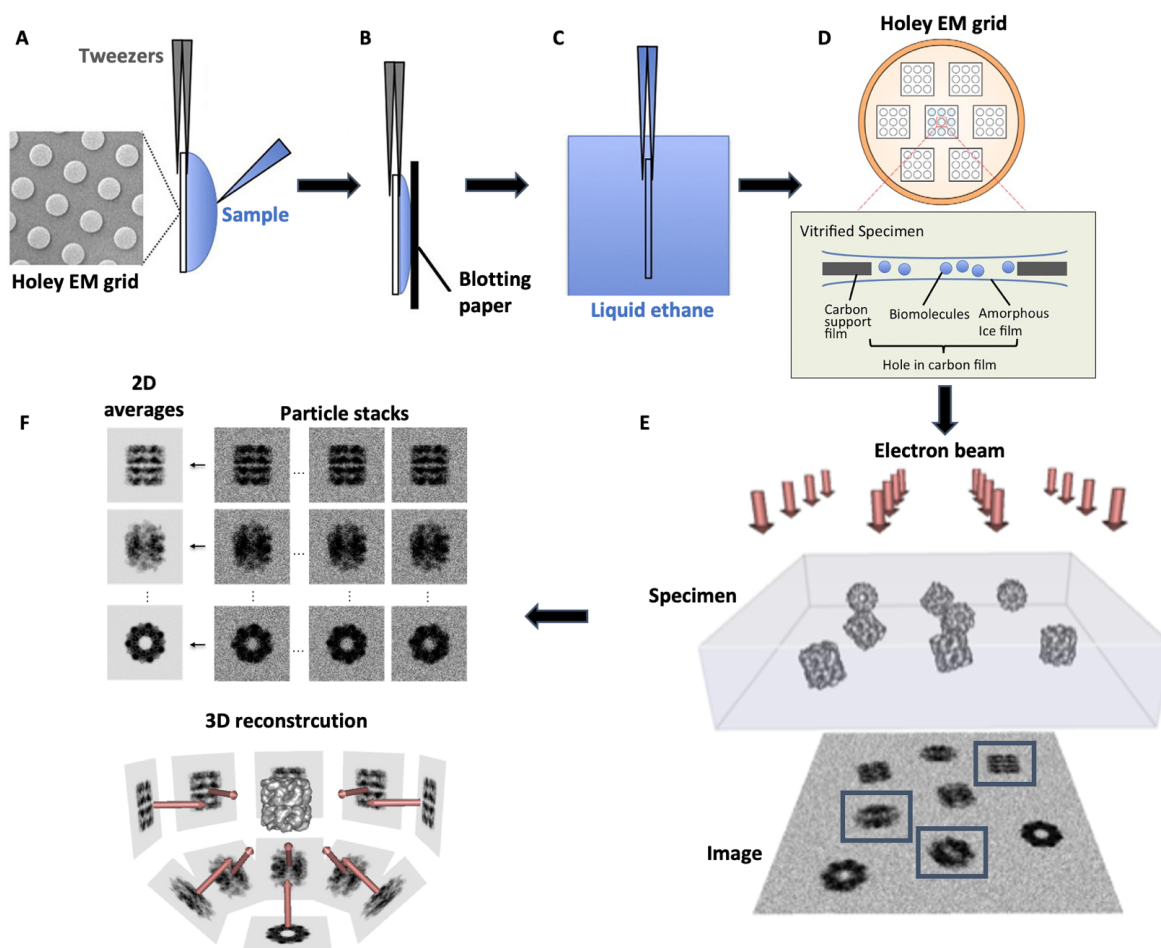 A
Tweezers
Sample
Holey EM grid
B
Blotting
paper
C
Liquid ethane
D
Holey EM grid
Vitrified Specimen
Carbon
support
film
Biomolecules
Amorphous
Ice film
Hole in carbon film
E
Electron beam
Specimen
Image
F
2D
averages
Particle stacks
...
...
...
3D reconstrcution